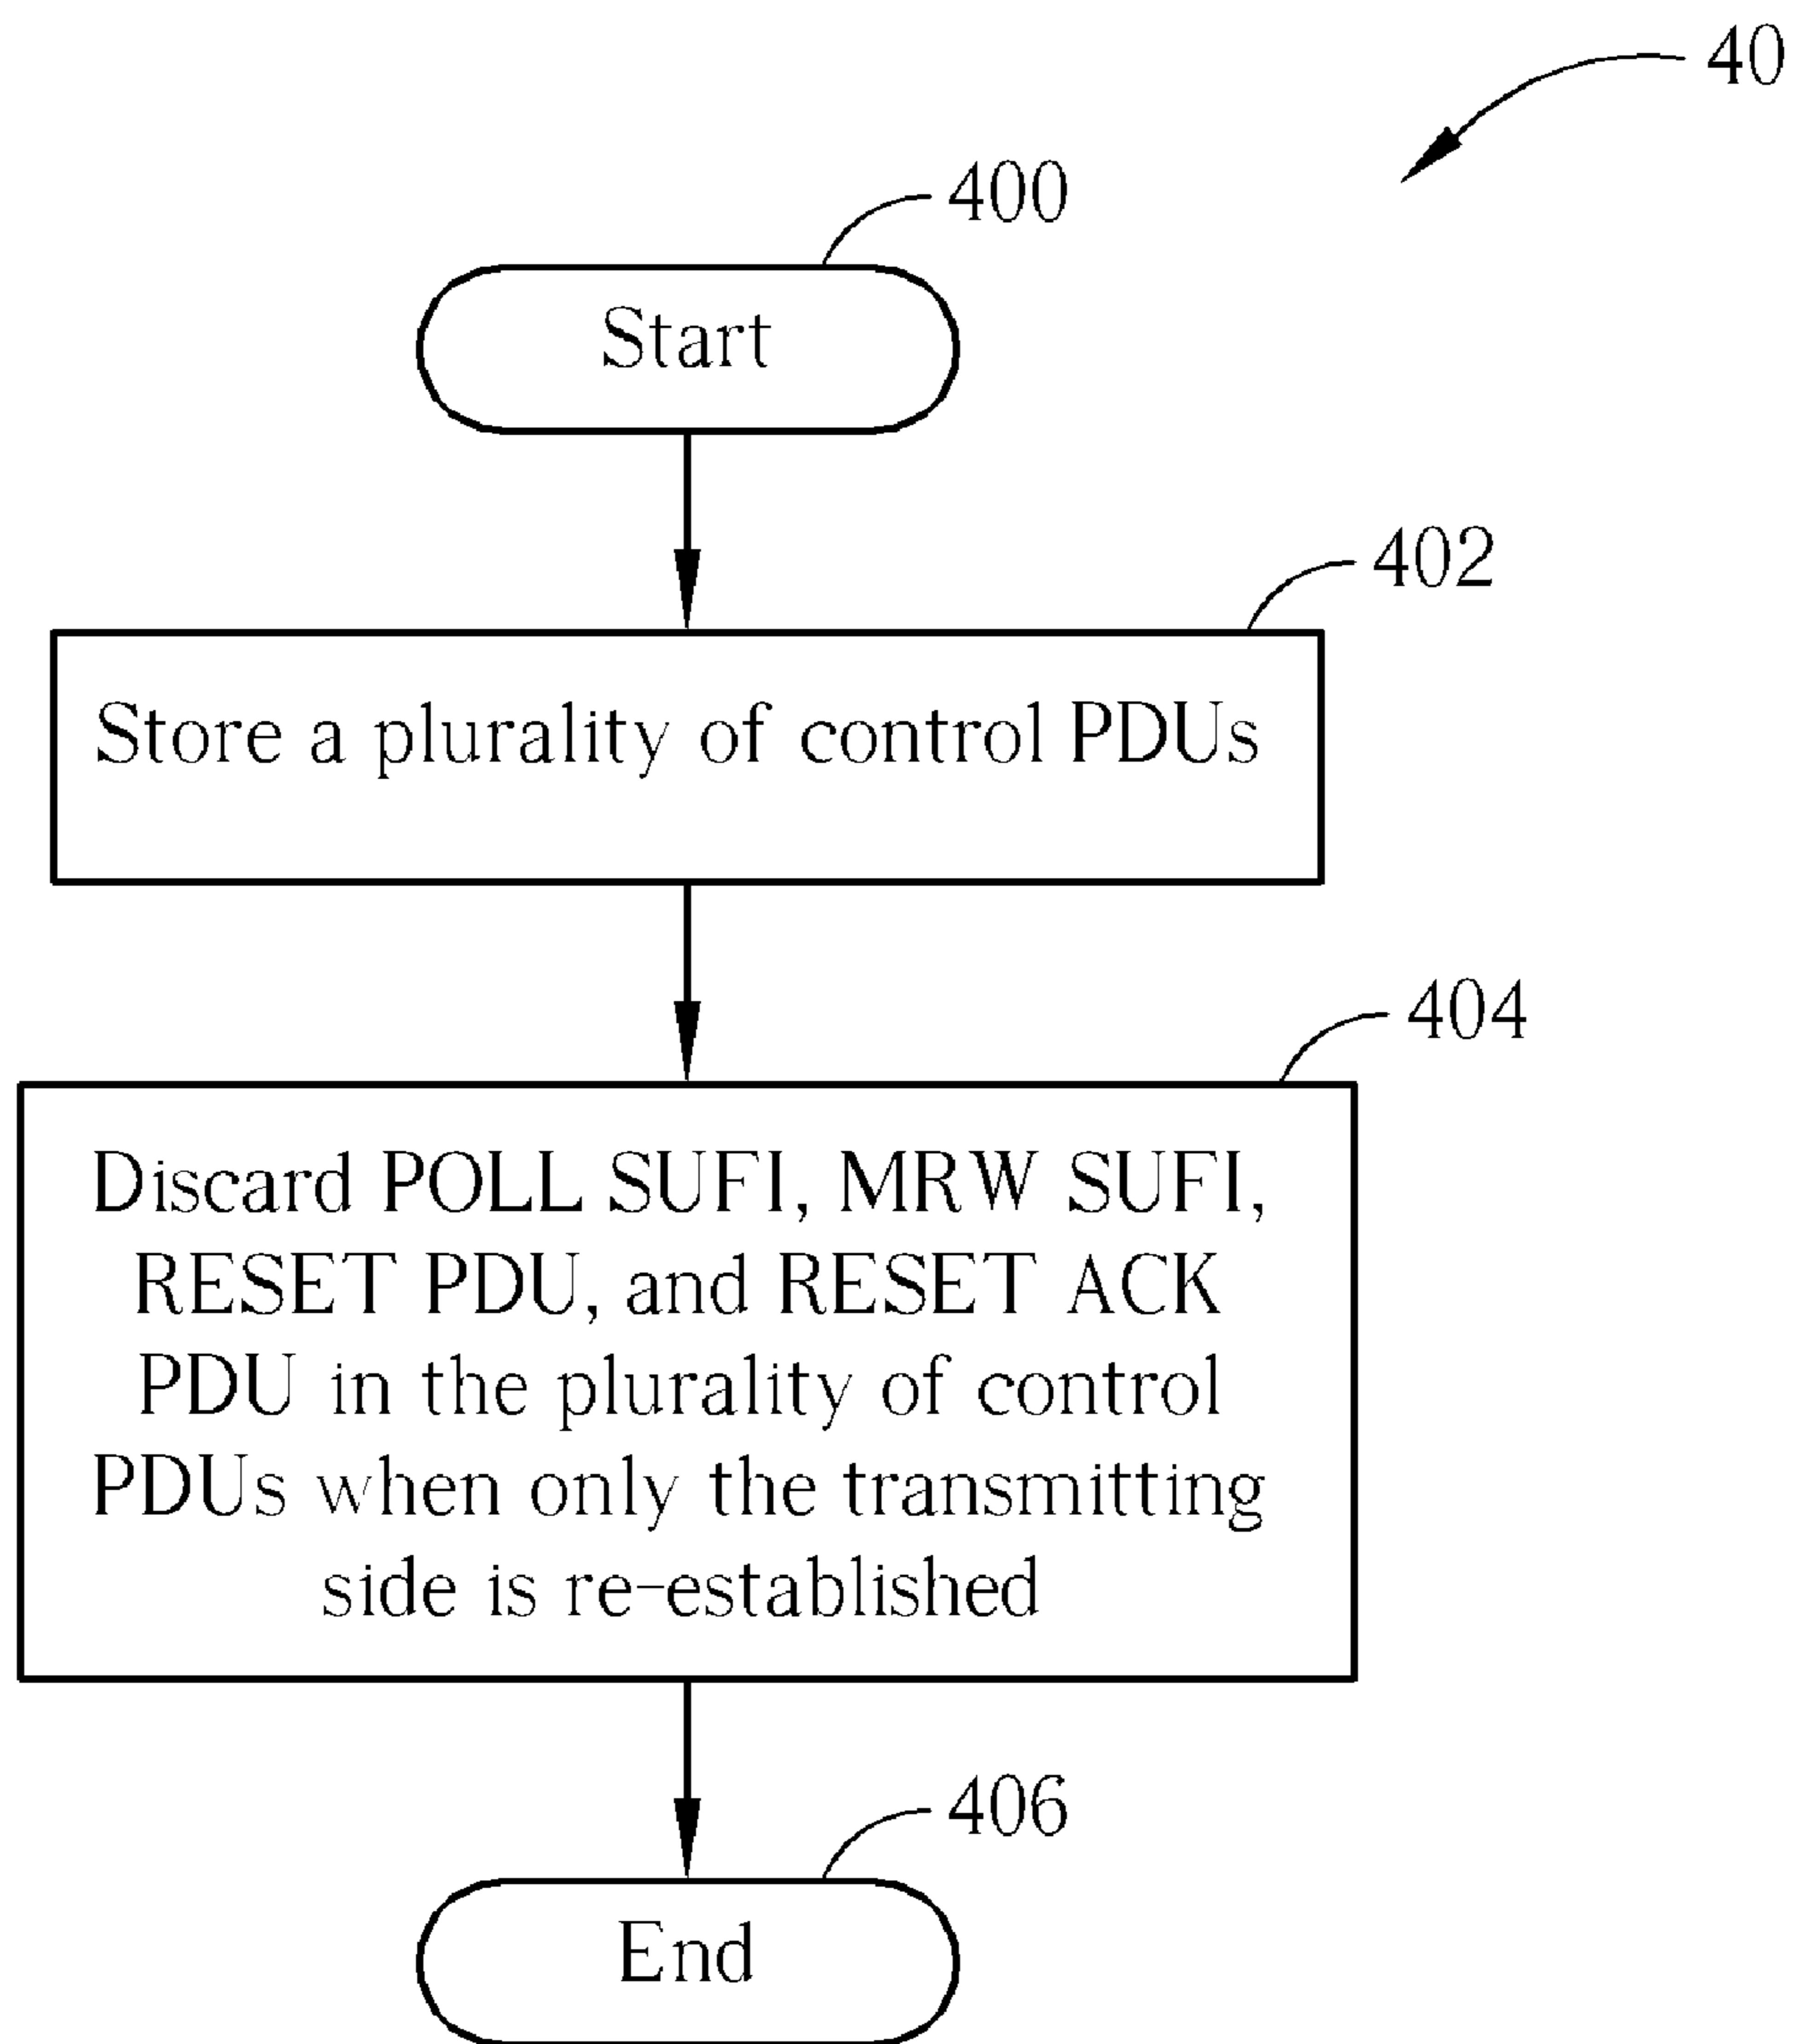 40
400
Start
402
Store a plurality of control PDUs
404
Discard POLL SUFI, MRW SUFI,
RESET PDU, and RESET ACK
PDU in the plurality of control
PDUs when only the transmitting
side is re-established
406
End